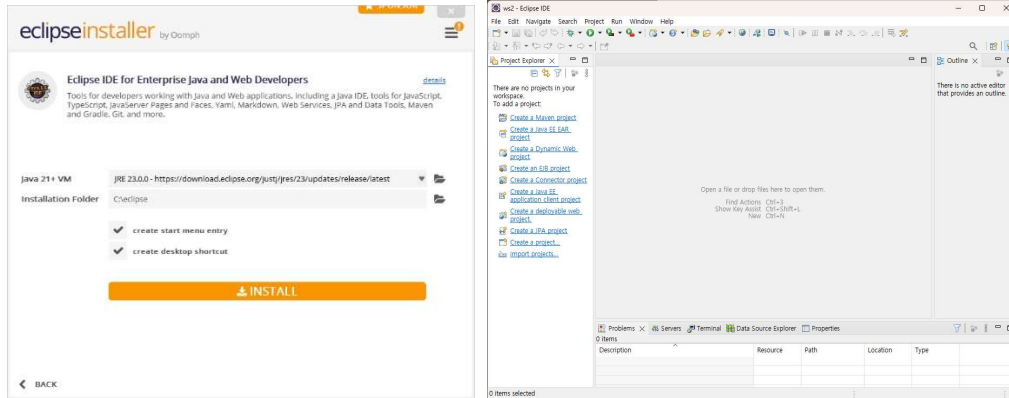 SPONSOR
eclipseinstaller by Oomph
Eclipse IDE for Enterprise Java and Web Developers
details
Tools for developers working with Java and Web applications, including a Java IDE, tools for JavaScript,
TypeScript, JavaServer Pages and Faces, Yaml, Markdown, Web Services, JPA and Data Tools, Maven
and Gradle, Git, and more.
Java 21+ VM
JRE 23.0.0 - https://download.eclipse.org/justj/jres/23/updates/release/latest
Installation Folder
C:\eclipse
create start menu entry
create desktop shortcut
INSTALL
BACK
ws2 - Eclipse IDE
File Edit Navigate Search Project Run Window Help
Project Explorer
There are no projects in your
workspace.
To add a project:
Create a Maven project
Create a Java EE EAR
project
Create a Dynamic Web
project
Create an EJB project
Create a Connector project
Create a Java EE
application client project
Create a deployable web
project.
Create a JPA project
Create a project...
Import projects...
Open a file or drop files here to open them.
Find Actions Ctrl+3
Show Key Assist Ctrl+Shift+L
New Ctrl+N
Outline
There is no active editor
that provides an outline.
Problems Servers Terminal Data Source Explorer Properties
0 items
Description Resource Path Location Type
0 items selected